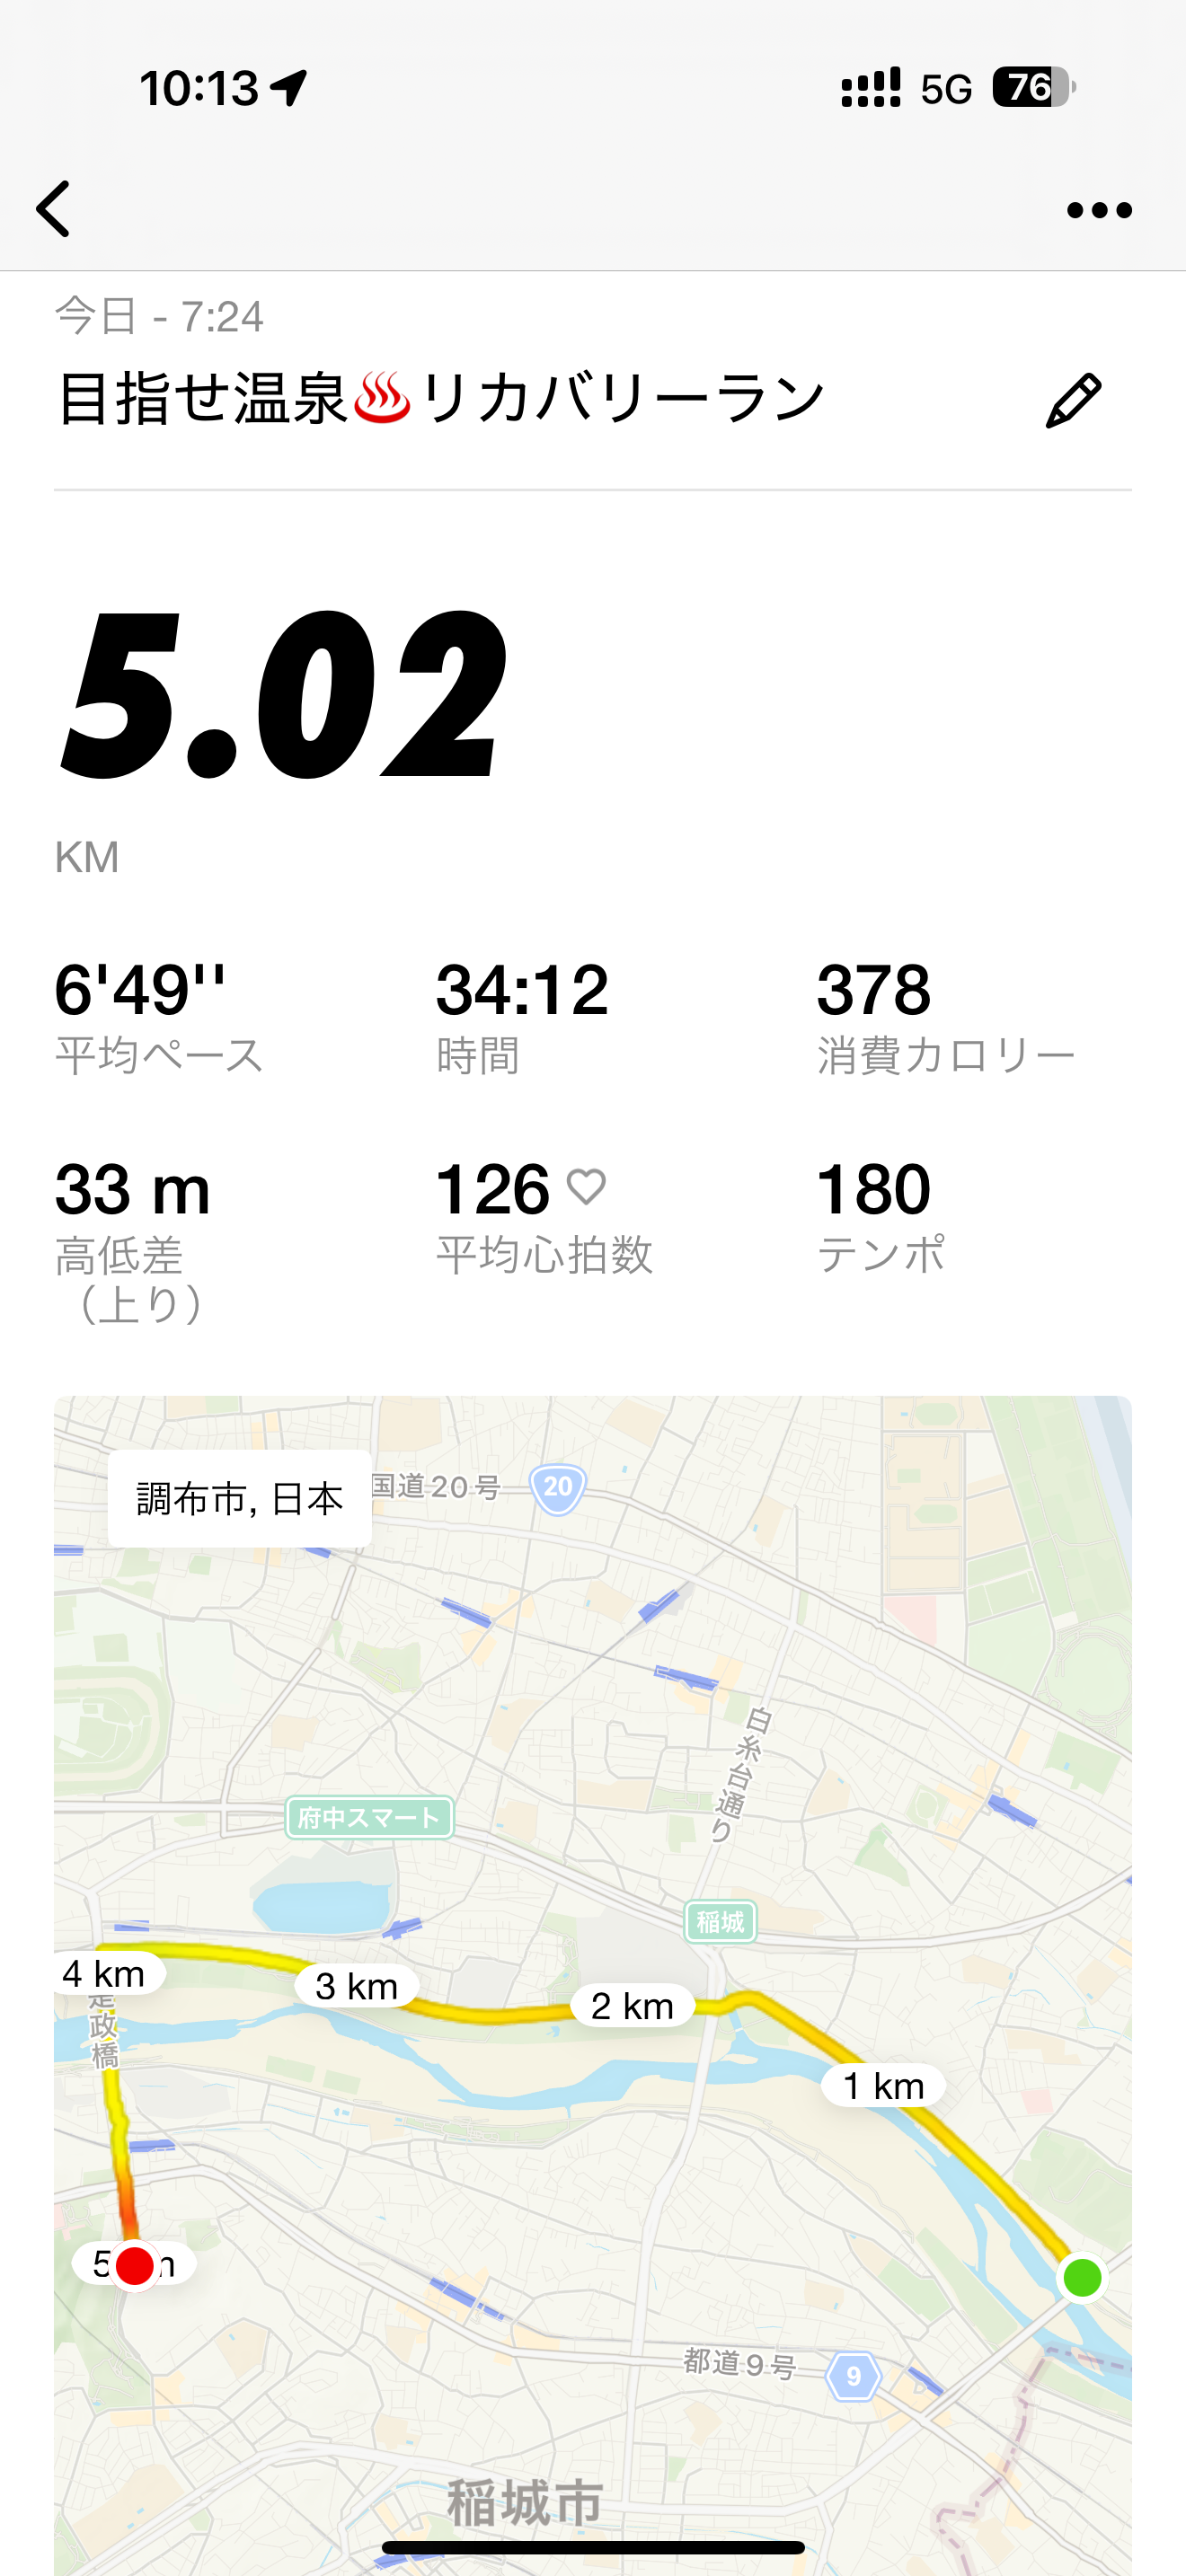 10:13
5G 76
今日 - 7:24
目指せ温泉♨️リカバリーラン
5.02
KM
6'49'' 34:12 378
平均ペース 時間 消費カロリー
33 m 126 180
高低差 平均心拍数 テンポ
（上り）
調布市, 日本
国道20号 20
白糸台通り
府中スマート
稲城
4 km
3 km
2 km
是政橋
1 km
5
都道9号 9
稲城市